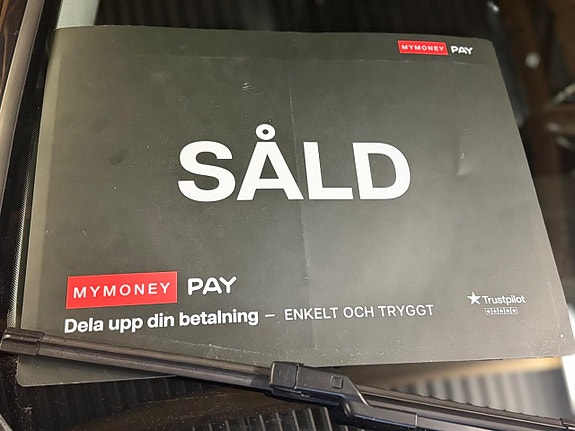 MYMONEY PAY
SÅLD
MYMONEY PAY
Dela upp din betalning – ENKELT OCH TRYGGT
Trustpilot